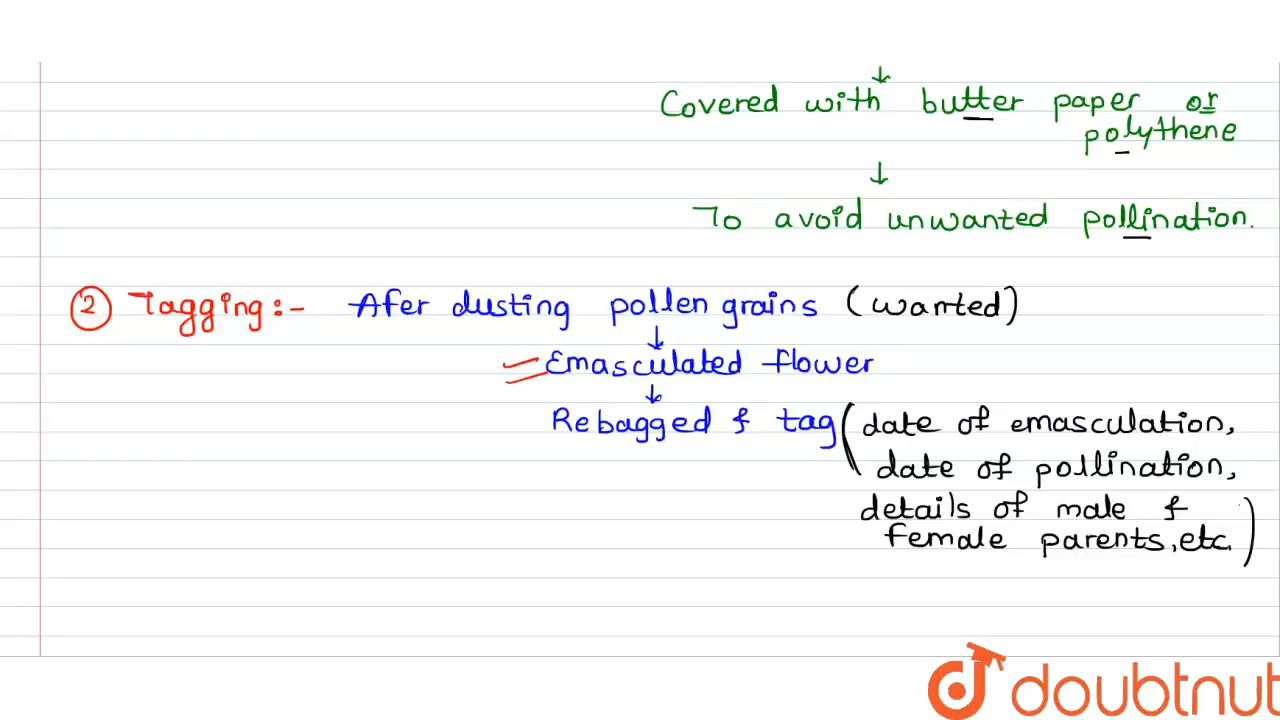 ↓
Covered with butter paper or
polythene
↓
To avoid unwanted pollination.
② Tagging:- Afer dusting pollen grains (wanted)
↓
Emasculated flower
↓
Rebagged & tag (date of emasculation,
date of pollination,
details of male &
female parents, etc.)
doubtnut